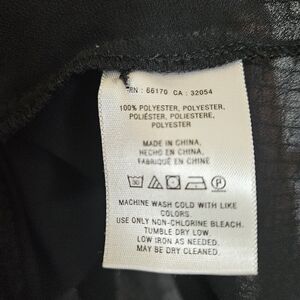 RN : 66170 CA : 32054
100% POLYESTER, POLYESTER,
POLIÉSTER, POLIESTERE,
POLYESTER
MADE IN CHINA,
HECHO EN CHINA,
FABRIQUÉ EN CHINE
MACHINE WASH COLD WITH LIKE
COLORS.
USE ONLY NON-CHLORINE BLEACH.
TUMBLE DRY LOW.
LOW IRON AS NEEDED.
MAY BE DRY CLEANED.